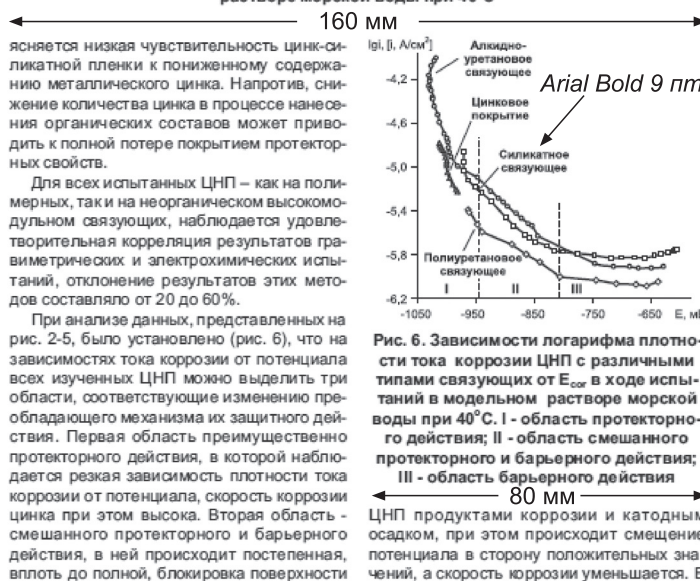 растворе морской воды при 40°С
160 мм
ясняется низкая чувствительность цинк-си-
ликатной пленки к пониженному содержа-
нию металлического цинка. Напротив, сни-
жение количества цинка в процессе нанесе-
ния органических составов может приво-
дить к полной потере покрытием протектор-
ных свойств.
Для всех испытанных ЦНП – как на поли-
мерных, так и на неорганическом высокомо-
дульном связующих, наблюдается удовле-
творительная корреляция результатов гра-
виметрических и электрохимических испы-
таний, отклонение результатов этих мето-
дов составляло от 20 до 60%.
При анализе данных, представленных на
рис. 2-5, было установлено (рис. 6), что на
зависимостях тока коррозии от потенциала
всех изученных ЦНП можно выделить три
области, соответствующие изменению пре-
обладающего механизма их защитного дей-
ствия. Первая область преимущественно
протекторного действия, в которой наблю-
дается резкая зависимость плотности тока
коррозии от потенциала, скорость коррозии
цинка при этом высока. Вторая область -
смешанного протекторного и барьерного
действия, в ней происходит постепенная,
вплоть до полной, блокировка поверхности
lgi, [i, А/см²]
Алкидно-
уретановое
связующее
-4,2
Arial Bold 9 пт
Цинковое
покрытие
-4,6
Силикатное
связующее
-5,0
-5,4
Полиуретановое
связующее
-5,8
I
II
III
-6,2
-1050
-950
-850
-750
-650
Е, м
Рис. 6. Зависимости логарифма плотно-
сти тока коррозии ЦНП с различными
типами связующих от Ecor в ходе испы-
таний в модельном растворе морской
воды при 40°С. I - область протекторно-
го действия; II - область смешанного
протекторного и барьерного действия;
III - область барьерного действия
80 мм
ЦНП продуктами коррозии и катодным
осадком, при этом происходит смещение
потенциала в сторону положительных зна-
чений, а скорость коррозии уменьшается.